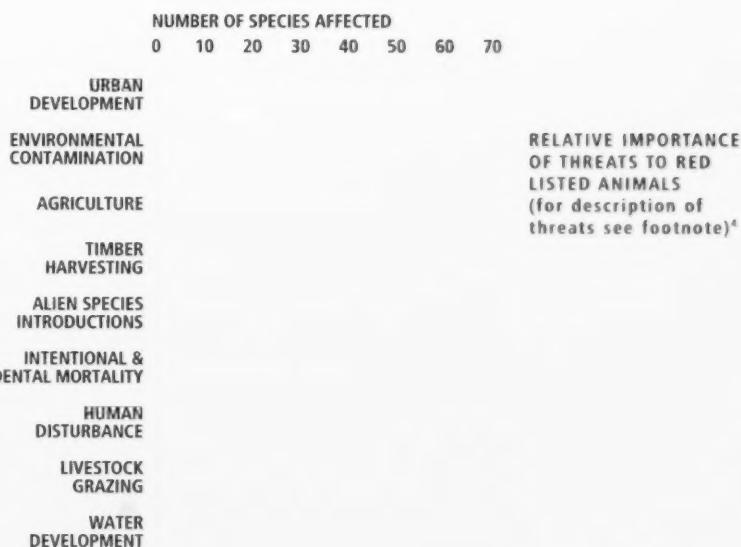 NUMBER OF SPECIES AFFECTED
0 10 20 30 40 50 60 70
URBAN
DEVELOPMENT
ENVIRONMENTAL
CONTAMINATION
AGRICULTURE
TIMBER
HARVESTING
ALIEN SPECIES
INTRODUCTIONS
INTENTIONAL &
DENTAL MORTALITY
HUMAN
DISTURBANCE
LIVESTOCK
GRAZING
WATER
DEVELOPMENT
RELATIVE IMPORTANCE
OF THREATS TO RED
LISTED ANIMALS
(for description of
threats see footnote)⁴